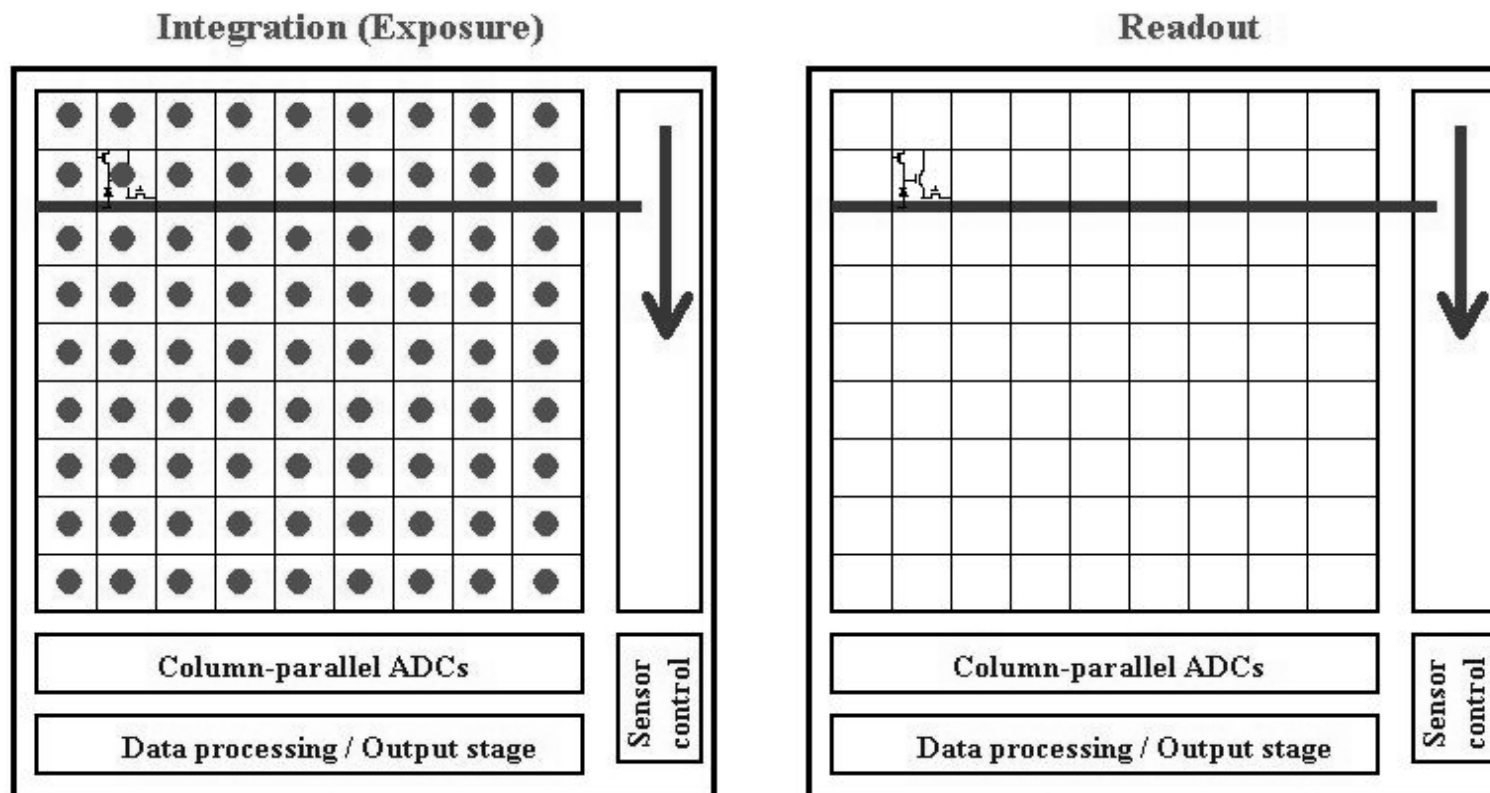 Integration (Exposure)
Readout
Column-parallel ADCs
Data processing / Output stage
Sensor
control
Column-parallel ADCs
Data processing / Output stage
Sensor
control